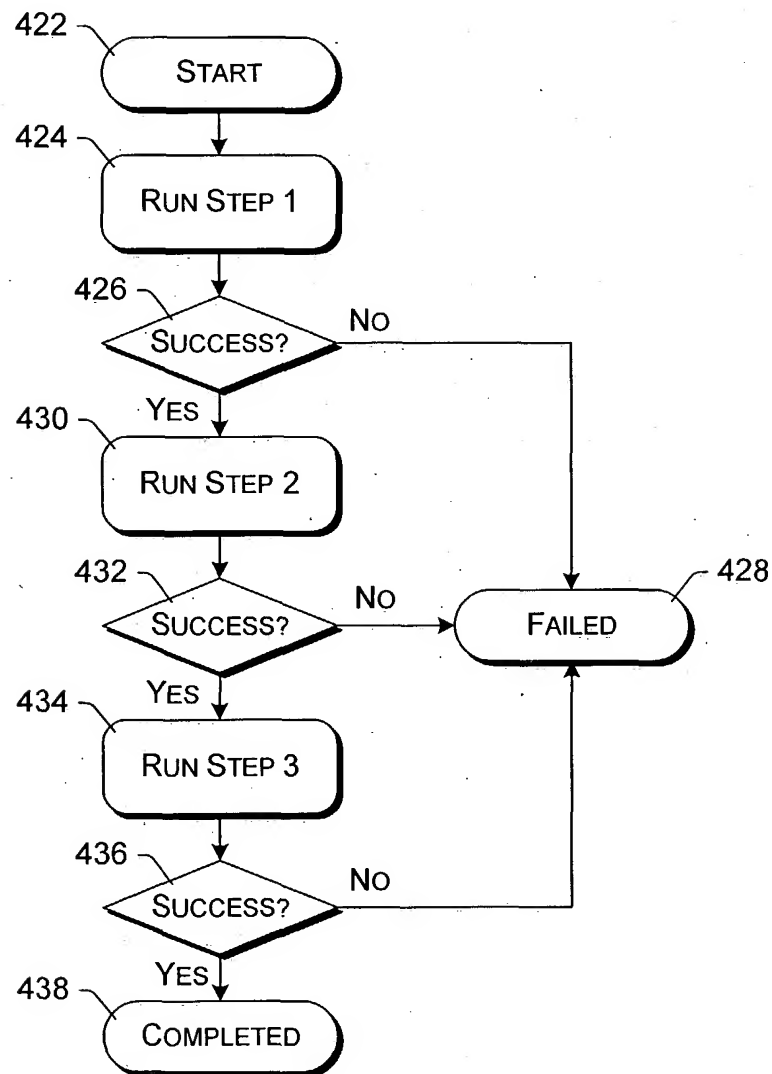 422
START
424
RUN STEP 1
426
SUCCESS?
NO
YES
430
RUN STEP 2
432
SUCCESS?
NO
428
FAILED
YES
434
RUN STEP 3
436
SUCCESS?
NO
YES
438
COMPLETED